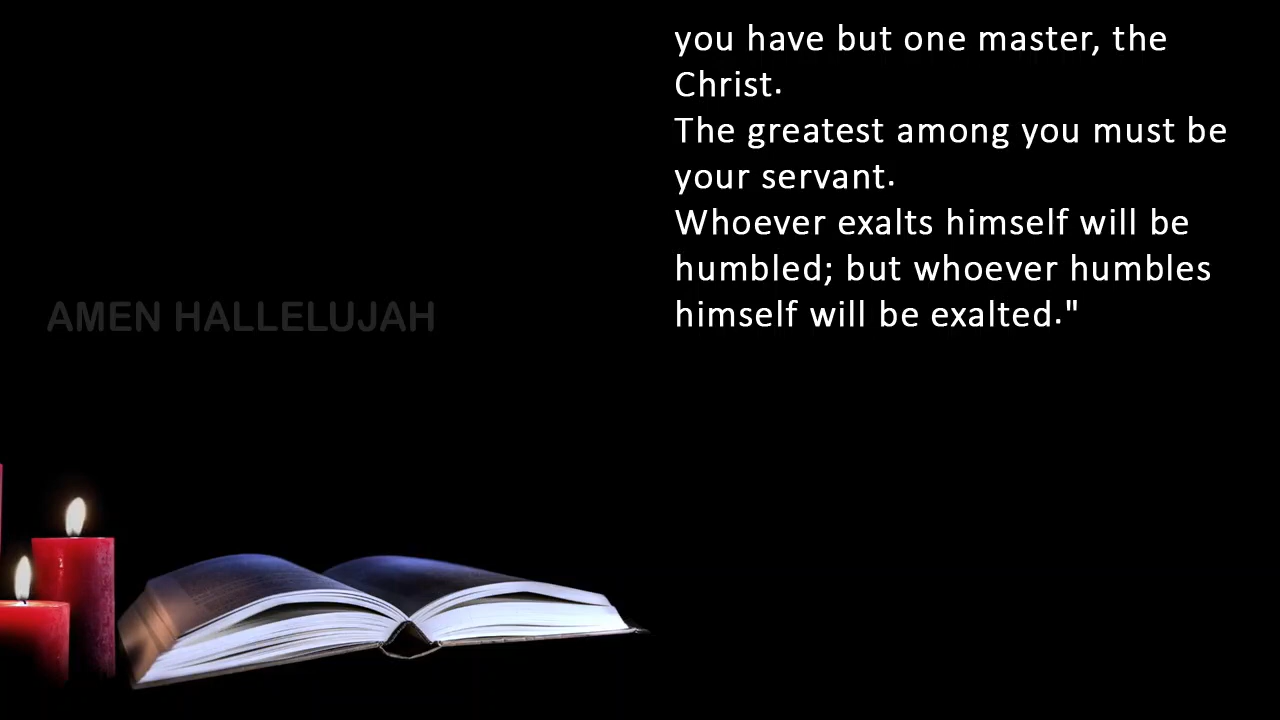 you have but one master, the
Christ.
The greatest among you must be
your servant.
Whoever exalts himself will be
humbled; but whoever humbles
himself will be exalted."
AMEN HALLELUJAH